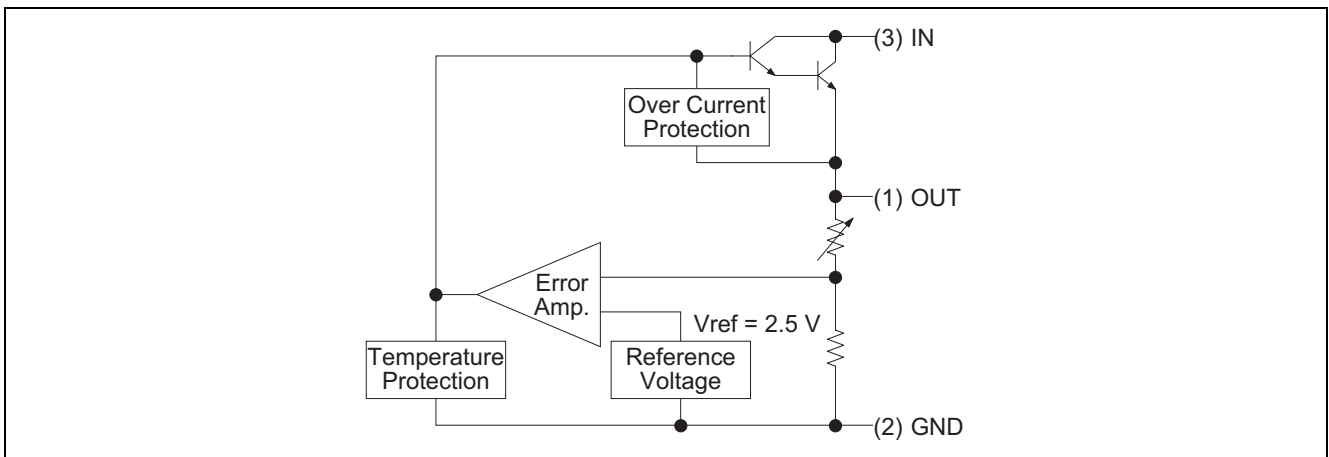 (3) IN
Over Current
Protection
(1) OUT
Error
Amp.
Vref = 2.5 V
Temperature
Protection
Reference
Voltage
(2) GND